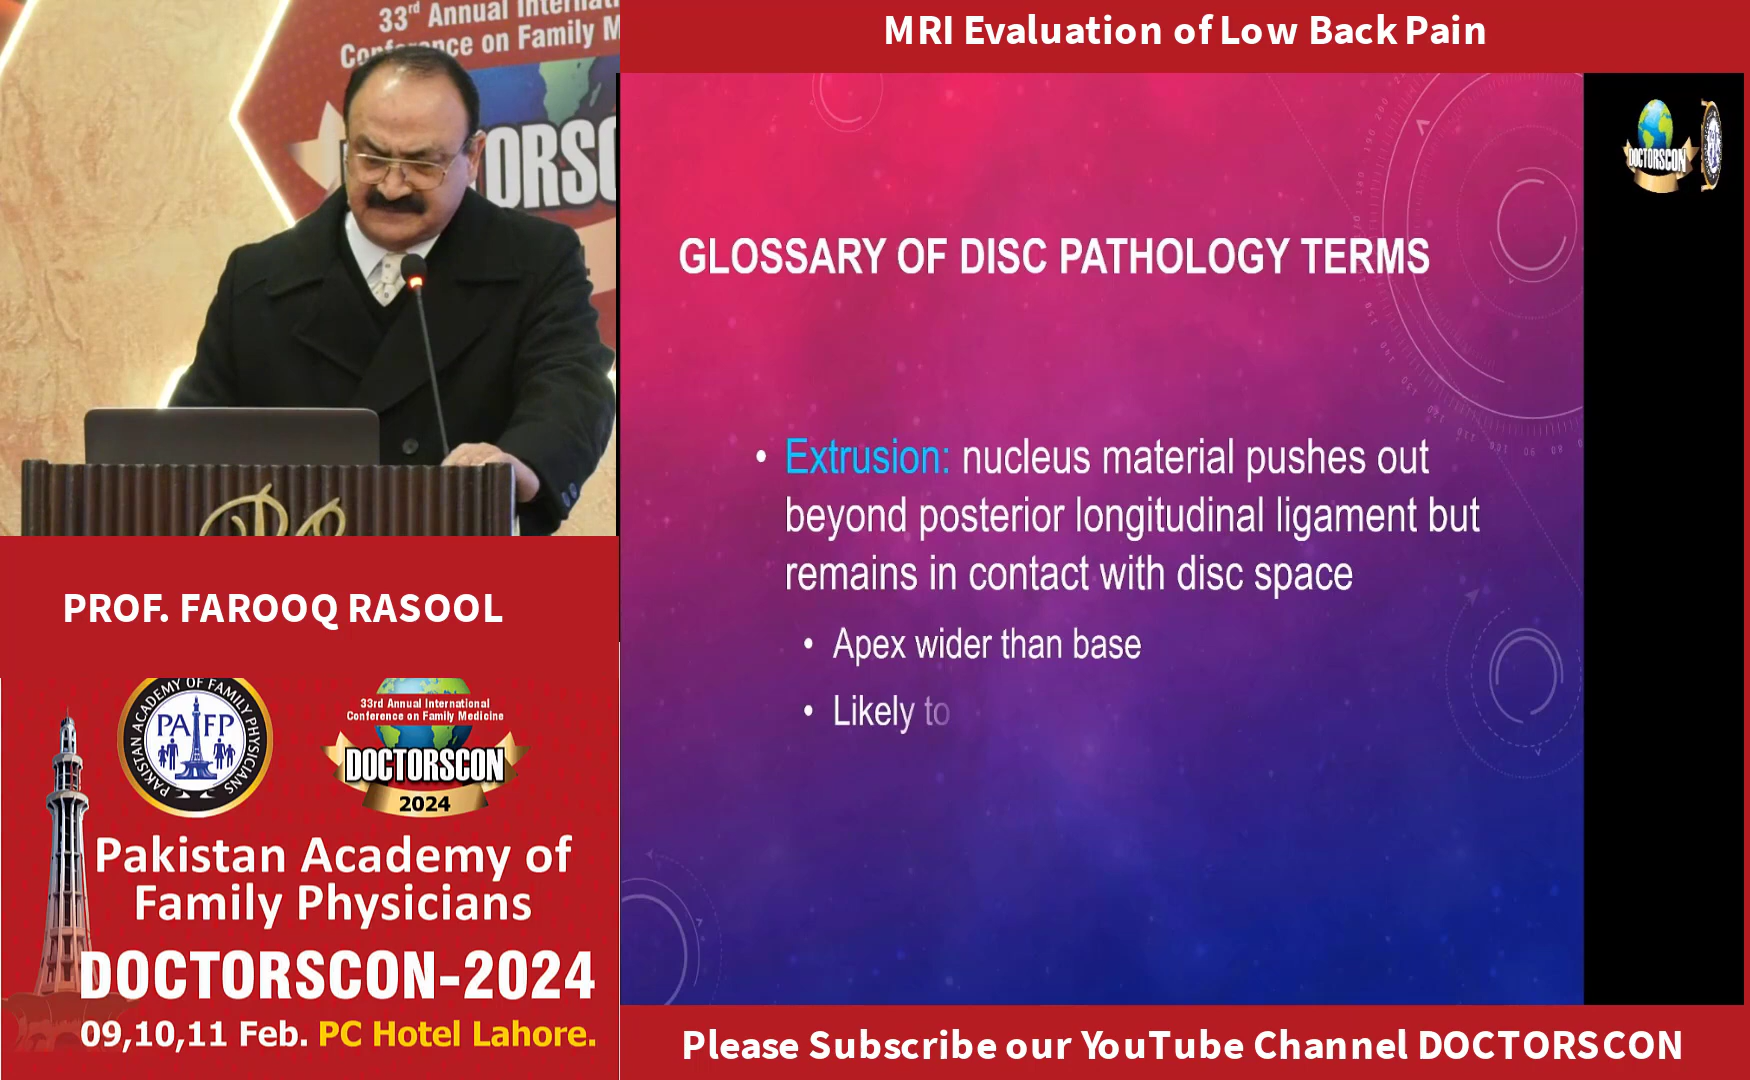 33rd Annual Internati
Conference on Family M
ORSC
MRI Evaluation of Low Back Pain
DOCTORSCON
GLOSSARY OF DISC PATHOLOGY TERMS
• Extrusion: nucleus material pushes out
beyond posterior longitudinal ligament but
remains in contact with disc space
• Apex wider than base
• Likely to
PROF. FAROOQ RASOOL
PAKISTAN ACADEMY OF FAMILY PHYSICIANS
PAFP
33rd Annual International
Conference on Family Medicine
DOCTORSCON
2024
Pakistan Academy of
Family Physicians
DOCTORSCON-2024
09,10,11 Feb. PC Hotel Lahore.
Please Subscribe our YouTube Channel DOCTORSCON